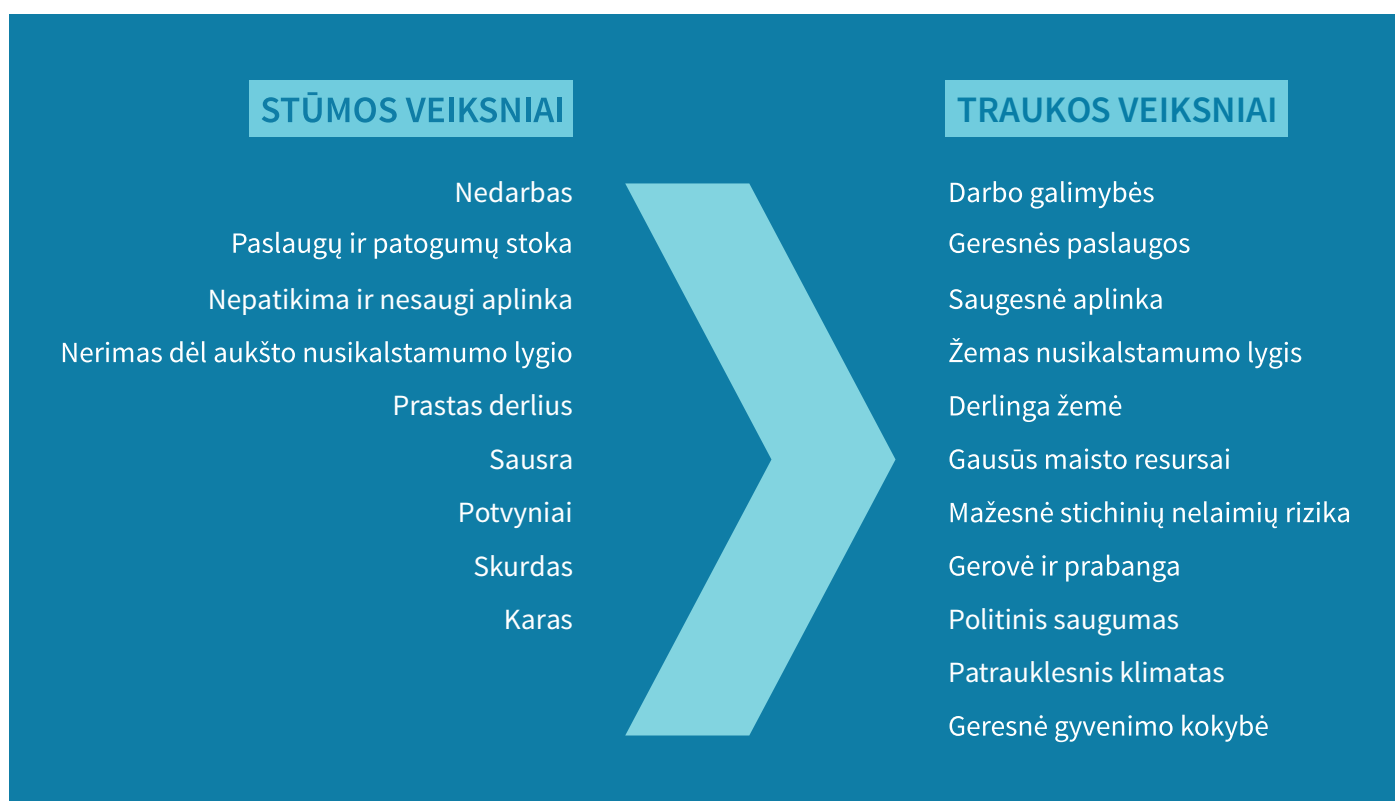 STŪMOS VEIKSNIAI
Nedarbas
Paslaugų ir patogumų stoka
Nepatikima ir nesaugi aplinka
Nerimas dėl aukšto nusikalstamumo lygio
Prastas derlius
Sausra
Potvyniai
Skurdas
Karas
TRAUKOS VEIKSNIAI
Darbo galimybės
Geresnės paslaugos
Saugesnė aplinka
Žemas nusikalstamumo lygis
Derlinga žemė
Gausūs maisto resursai
Mažesnė stichinių nelaimių rizika
Gerovė ir prabanga
Politinis saugumas
Patrauklesnis klimatas
Geresnė gyvenimo kokybė